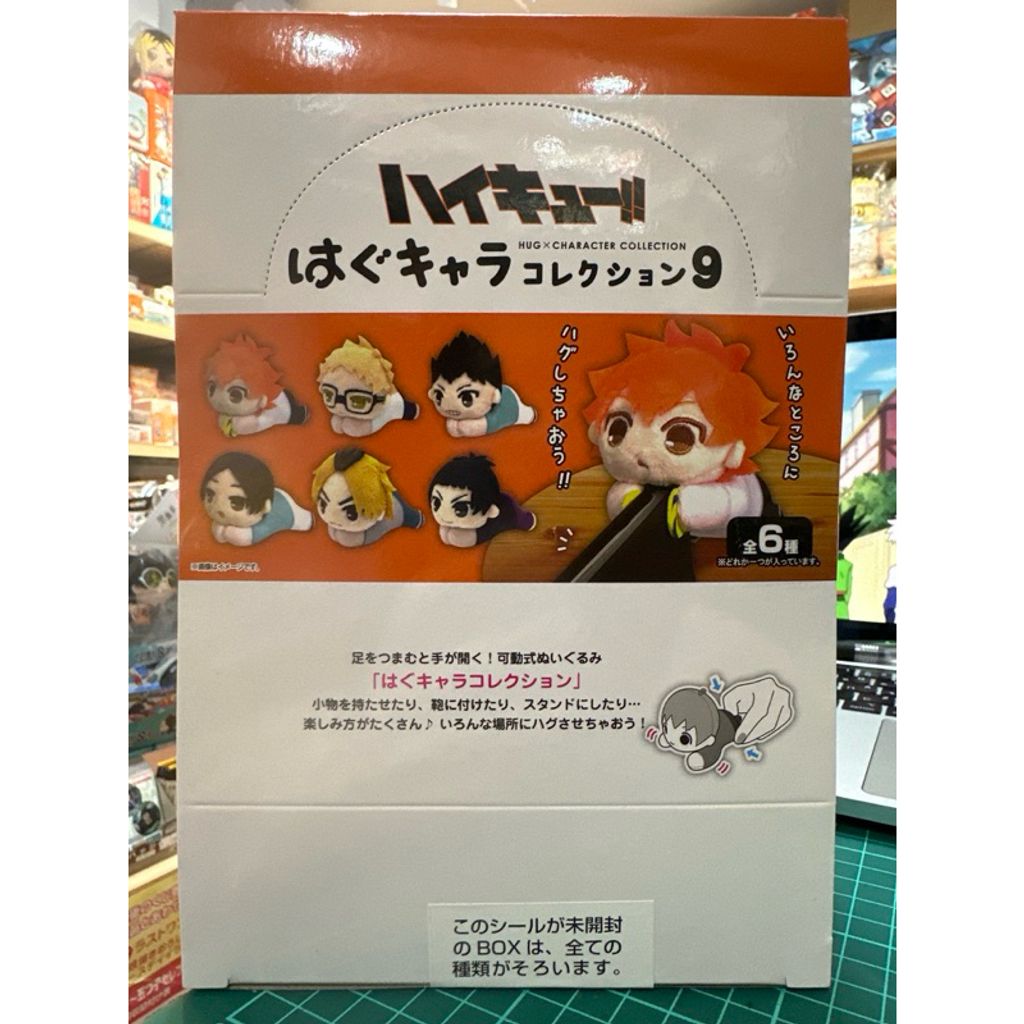 ハイキュー!!
HUG×CHARACTER COLLECTION
はぐキャラコレクション9
いろんなところに
ハグしちゃおう!!
全6種
※どれか一つが入っています。
※画像はイメージです。
足をつまむと手が開く！可動式ぬいぐるみ
「はぐキャラコレクション」
小物を持たせたり、鞄に付けたり、スタンドにしたり…
楽しみ方がたくさん♪いろんな場所にハグさせちゃおう！
このシールが未開封
のBOXは、全ての
種類がそろいます。